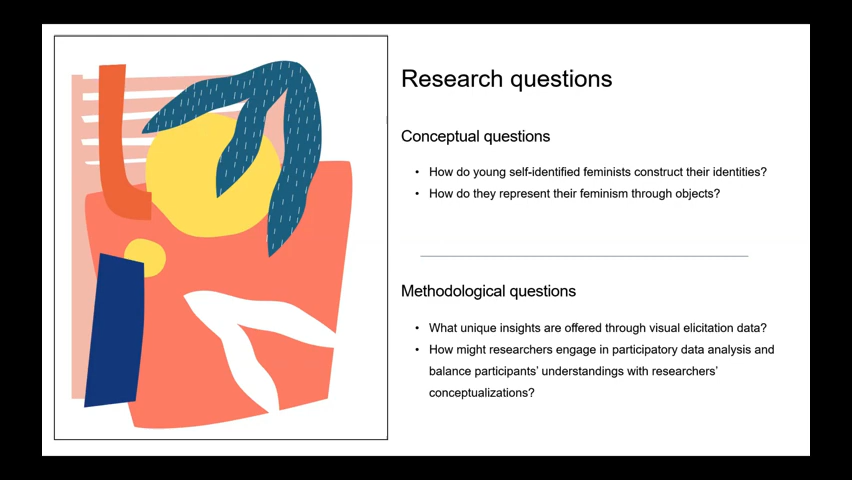 Research questions
Conceptual questions
• How do young self-identified feminists construct their identities?
• How do they represent their feminism through objects?
Methodological questions
• What unique insights are offered through visual elicitation data?
• How might researchers engage in participatory data analysis and
balance participants’ understandings with researchers’
conceptualizations?